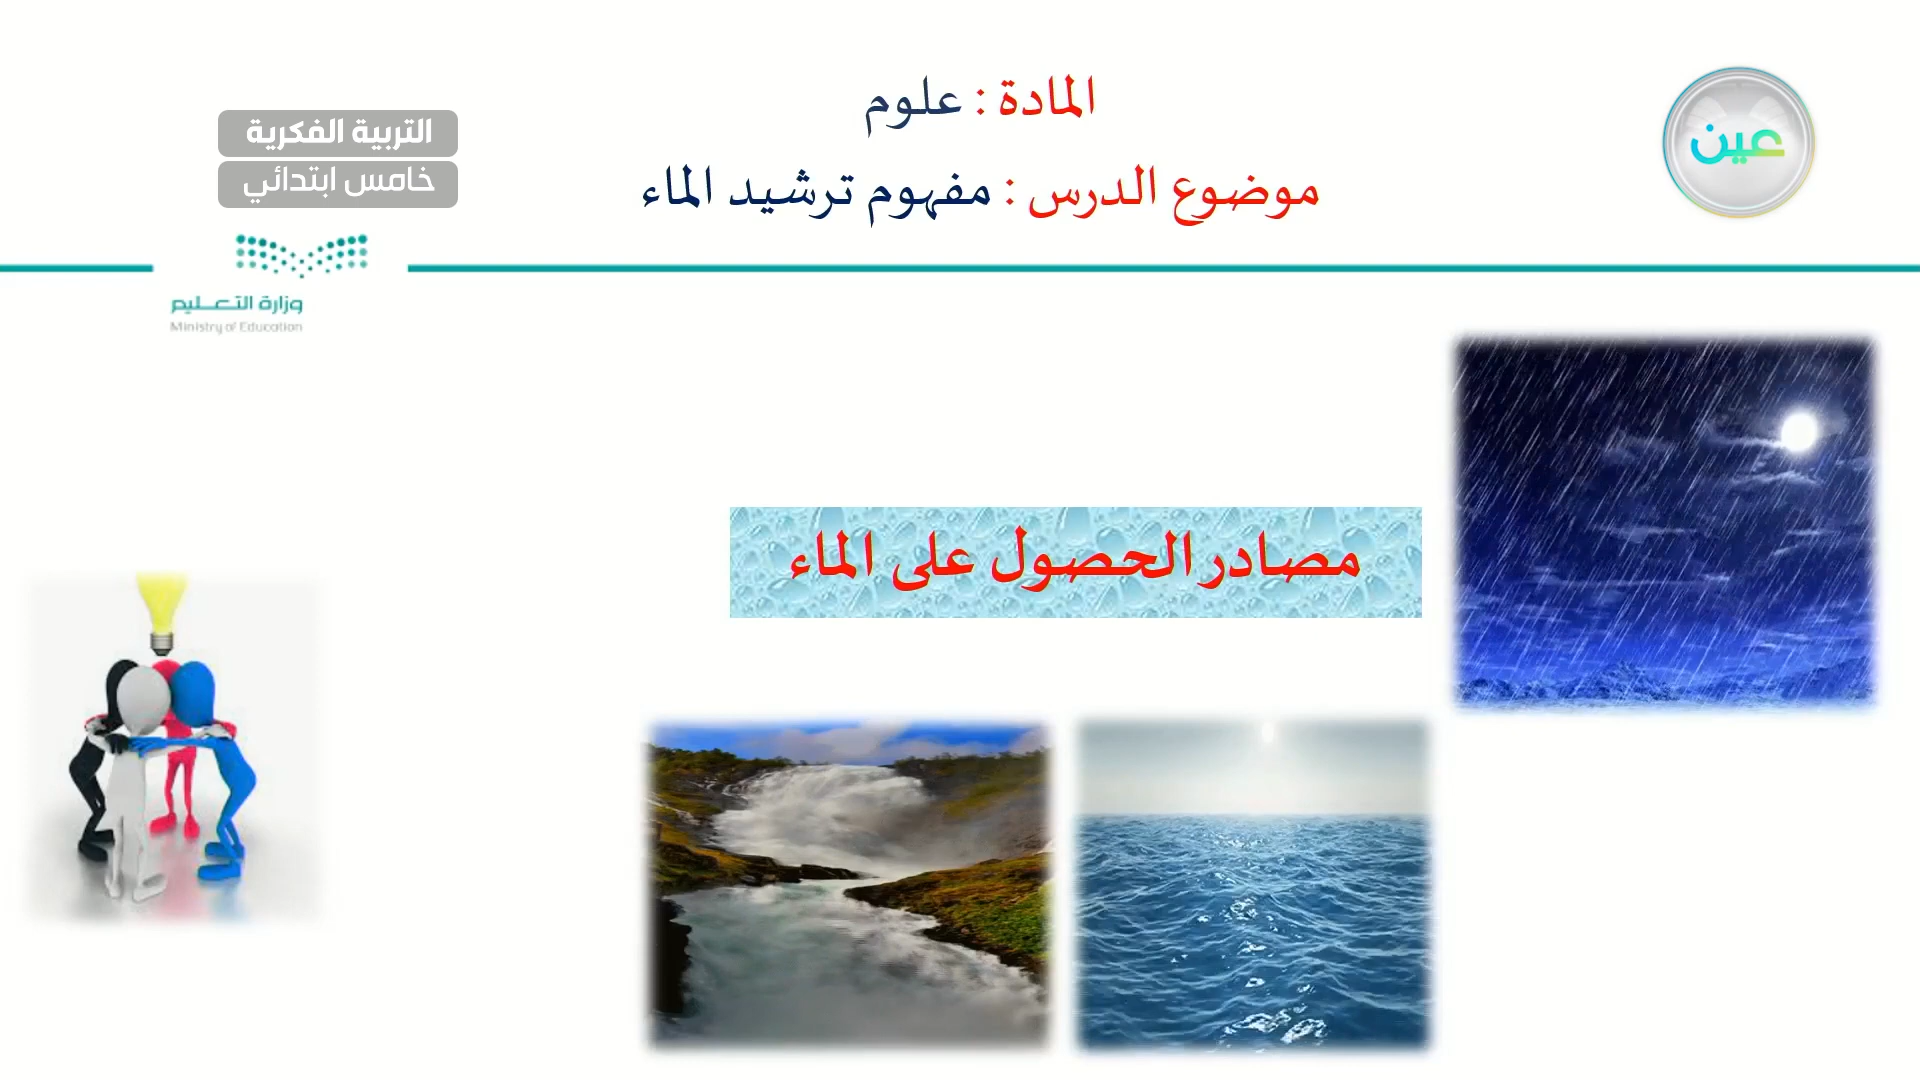 المادة : علوم
موضوع الدرس : مفهوم ترشيد الماء
عين
التربية الفكرية
خامس ابتدائي
وزارة التعليم
Ministry of Education
مصادر الحصول على الماء